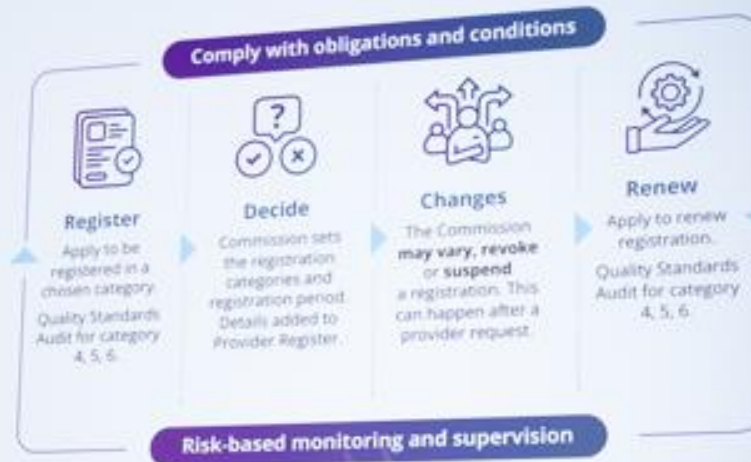 Comply with obligations and conditions
?
Register
Apply to be
registered in a
chosen category.
Quality Standards
Audit for category
4, 5, 6.
Decide
Commission sets
the registration
categories and
registration period.
Details added to
Provider Register.
Changes
The Commission
may vary, revoke
or suspend
a registration. This
can happen after a
provider request.
Renew
Apply to renew
registration.
Quality Standards
Audit for category
4, 5, 6.
Risk-based monitoring and supervision